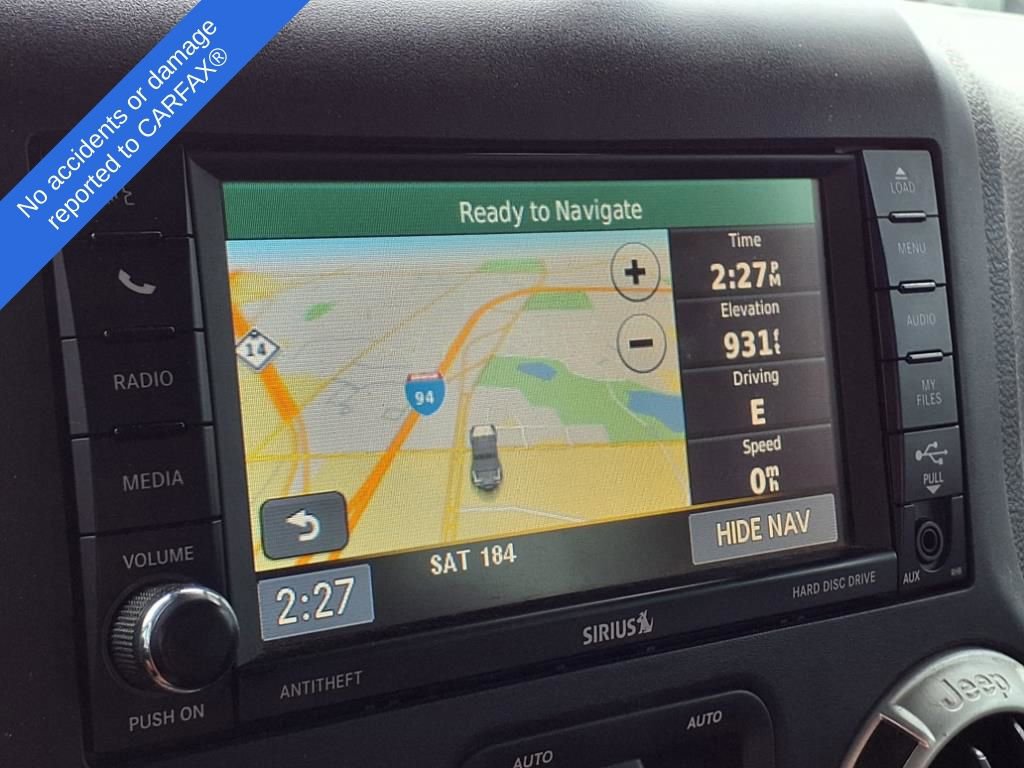 No accidents or damage
reported to CARFAX®
RADIO
MEDIA
VOLUME
PUSH ON
ANTITHEFT
Ready to Navigate
14
94
+
−
Time
2:27PM
Elevation
931ft
Driving
E
Speed
0mh
HIDE NAV
SAT 184
2:27
SIRIUS
HARD DISC DRIVE
LOAD
MENU
AUDIO
MY
FILES
PULL
AUX
AUTO
AUTO
Jeep